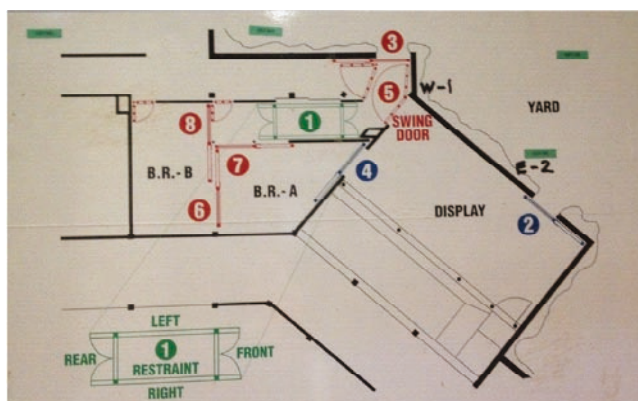 3
W-1
5
YARD
8
1
SWING
DOOR
7
B.R.-B
4
E-2
B.R.-A
6
DISPLAY
2
LEFT
REAR
1
FRONT
RESTRAINT
RIGHT